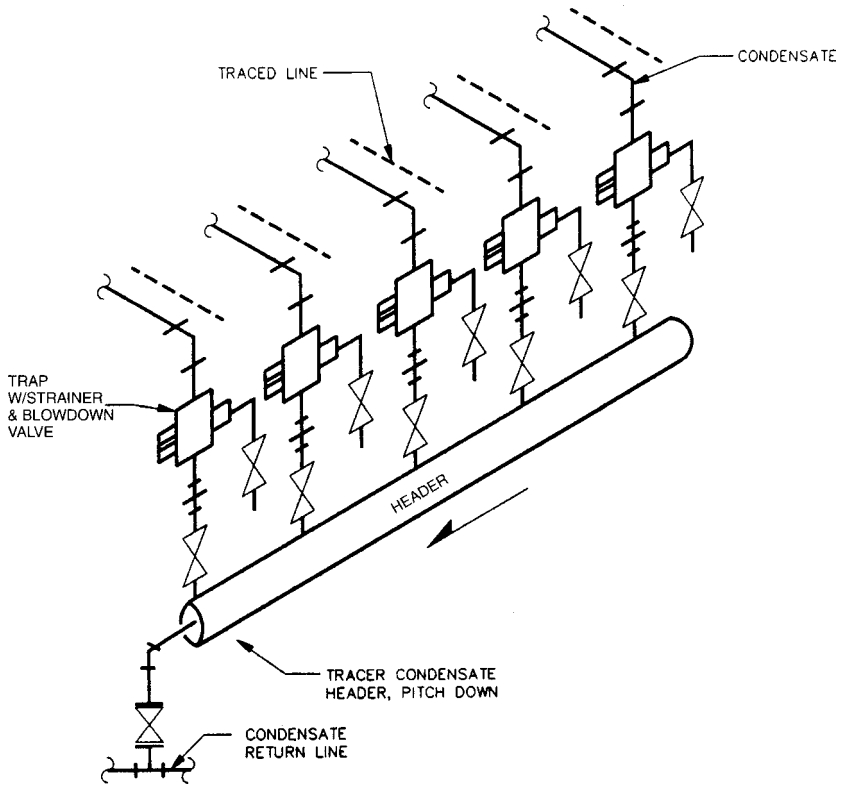 TRACED LINE
CONDENSATE
TRAP
W/STRAINER
& BLOWDOWN
VALVE
HEADER
TRACER CONDENSATE
HEADER, PITCH DOWN
CONDENSATE
RETURN LINE